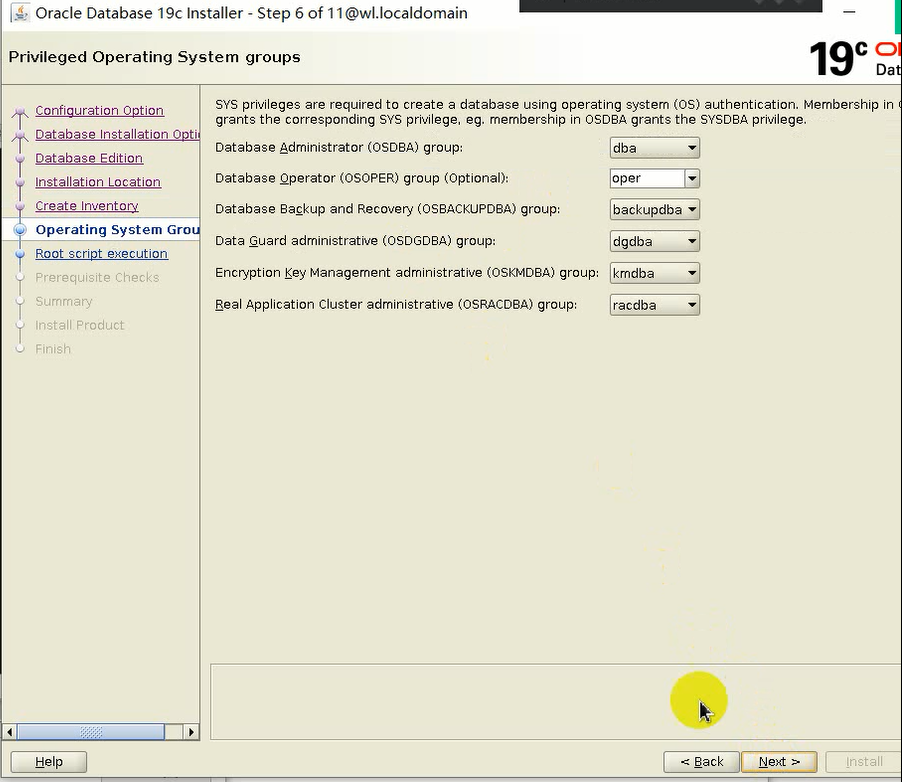 Oracle Database 19c Installer - Step 6 of 11@wl.localdomain
Privileged Operating System groups
19c
Dat
Configuration Option
Database Installation Opti
Database Edition
Installation Location
Create Inventory
Operating System Grou
Root script execution
Prerequisite Checks
Summary
Install Product
Finish
SYS privileges are required to create a database using operating system (OS) authentication. Membership in
grants the corresponding SYS privilege, eg. membership in OSDBA grants the SYSDBA privilege.
Database Administrator (OSDBA) group: dba
Database Operator (OSOPER) group (Optional): oper
Database Backup and Recovery (OSBACKUPDBA) group: backupdba
Data Guard administrative (OSDGDBA) group: dgdba
Encryption Key Management administrative (OSKMDBA) group: kmdba
Real Application Cluster administrative (OSRACDBA) group: racdba
Help
< Back
Next >
Install